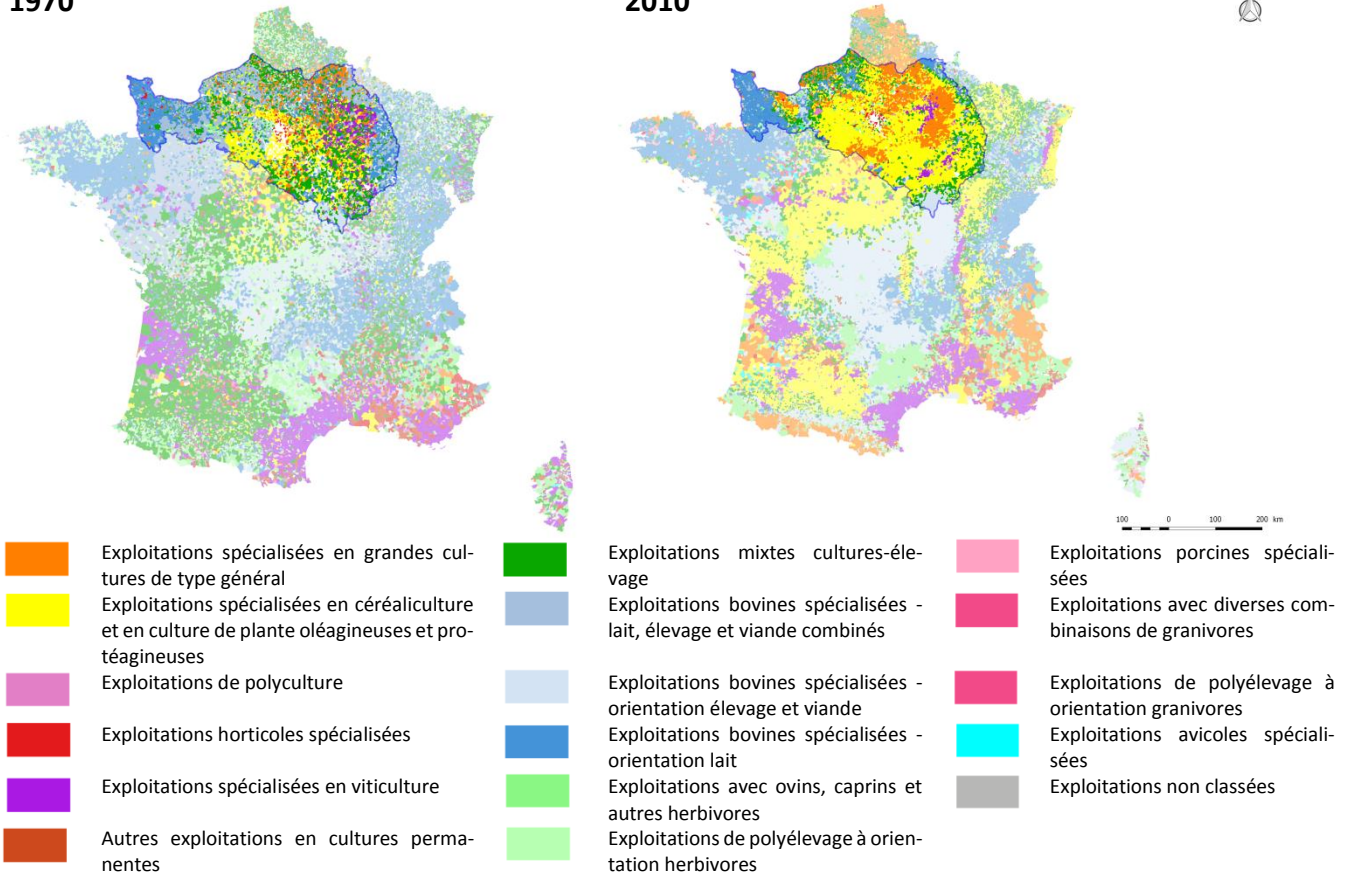 1970
2010
100 0 100 200 km
Exploitations spécialisées en grandes cul-
tures de type général
Exploitations spécialisées en céréaliculture
et en culture de plante oléagineuses et pro-
téagineuses
Exploitations de polyculture
Exploitations horticoles spécialisées
Exploitations spécialisées en viticulture
Autres exploitations en cultures perma-
nentes
Exploitations mixtes cultures-éle-
vage
Exploitations bovines spécialisées -
lait, élevage et viande combinés
Exploitations bovines spécialisées -
orientation élevage et viande
Exploitations bovines spécialisées -
orientation lait
Exploitations avec ovins, caprins et
autres herbivores
Exploitations de polyélevage à orien-
tation herbivores
Exploitations porcines spéciali-
sées
Exploitations avec diverses com-
binaisons de granivores
Exploitations de polyélevage à
orientation granivores
Exploitations avicoles spéciali-
sées
Exploitations non classées